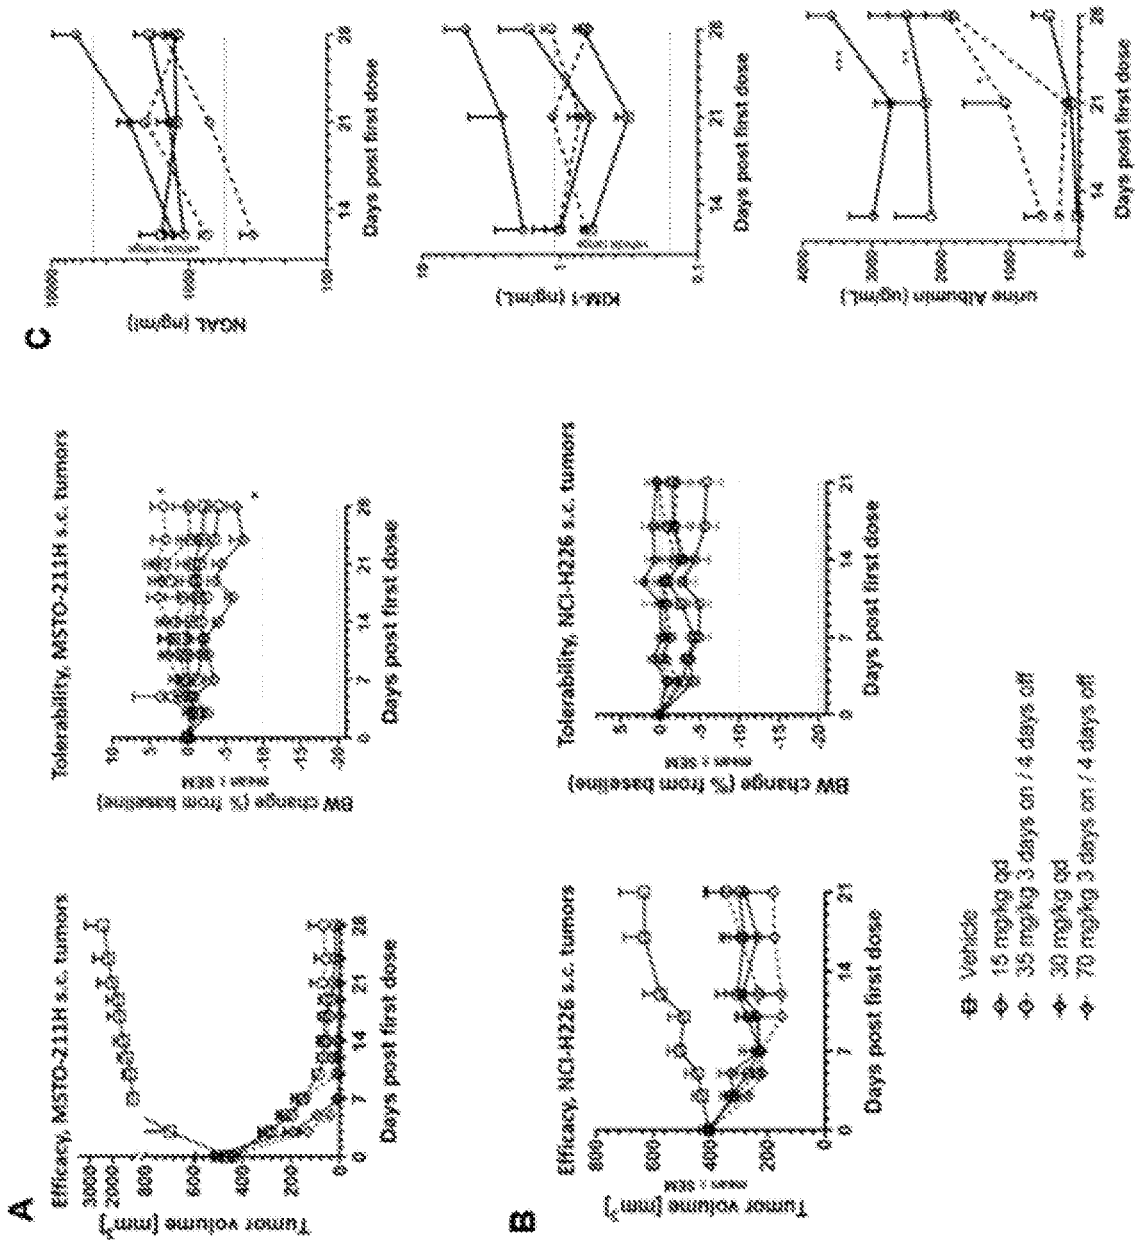 A
Efficacy, MSTO-211H s.c. tumors
Tumor volume [mm³]
3000
2000
800
600
400
200
0
0
7
14
21
28
Days post first dose
Tolerability, MSTO-211H s.c. tumors
BW change (% from baseline)
mean ± SEM
10
5
0
-5
-10
-15
-20
0
7
14
21
28
Days post first dose
*
*
B
Efficacy, NCI-H226 s.c. tumors
Tumor volume [mm³]
mean ± SEM
800
600
400
200
0
0
7
14
21
Days post first dose
Tolerability, NCI-H226 s.c. tumors
BW change (% from baseline)
mean ± SEM
5
0
-5
-10
-15
-20
0
7
14
21
Days post first dose
Vehicle
15 mg/kg qd
35 mg/kg 3 days on / 4 days off
30 mg/kg qd
70 mg/kg 3 days on / 4 days off
C
NGAL (ng/ml)
10000
1000
100
14
21
28
Days post first dose
KIM-1 (ng/mL)
10
1
0.1
14
21
28
Days post first dose
urine Albumin (ug/mL)
4000
3000
2000
1000
0
14
21
28
Days post first dose